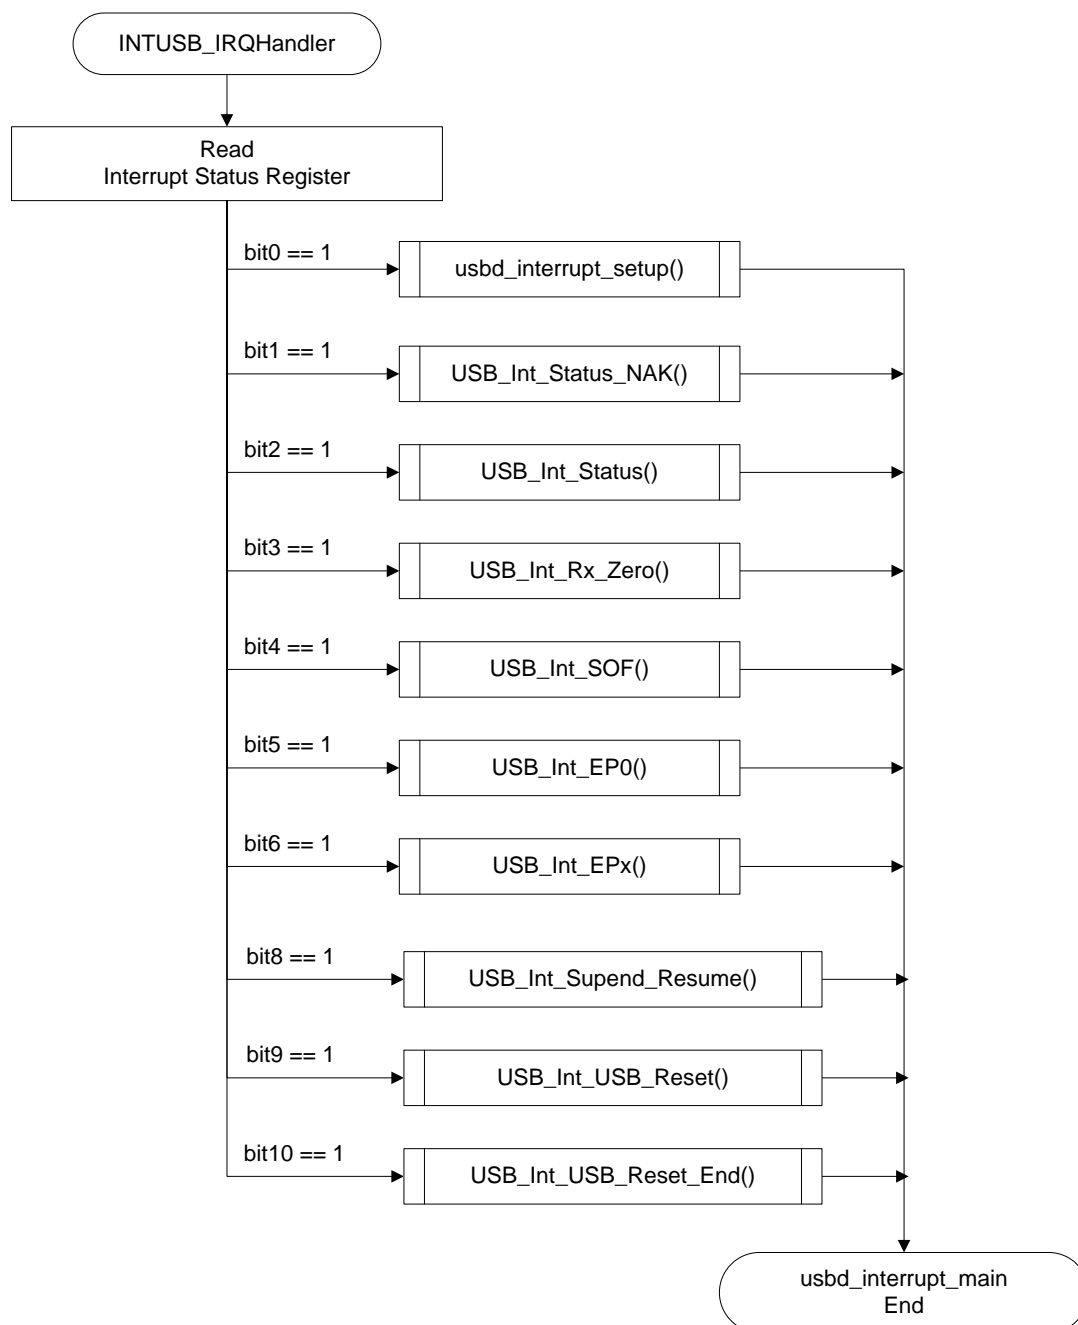 INTUSB_IRQHandler
Read
Interrupt Status Register
bit0 == 1
usbd_interrupt_setup()
bit1 == 1
USB_Int_Status_NAK()
bit2 == 1
USB_Int_Status()
bit3 == 1
USB_Int_Rx_Zero()
bit4 == 1
USB_Int_SOF()
bit5 == 1
USB_Int_EP0()
bit6 == 1
USB_Int_EPx()
bit8 == 1
USB_Int_Supend_Resume()
bit9 == 1
USB_Int_USB_Reset()
bit10 == 1
USB_Int_USB_Reset_End()
usbd_interrupt_main
End